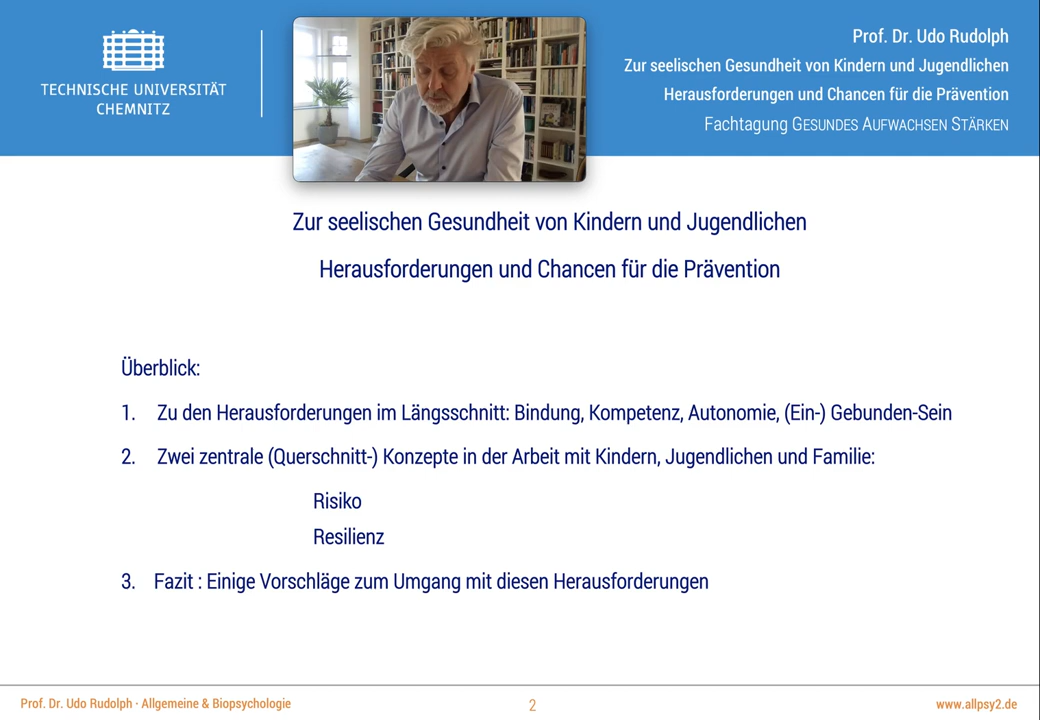 TECHNISCHE UNIVERSITÄT
CHEMNITZ
Prof. Dr. Udo Rudolph
Zur seelischen Gesundheit von Kindern und Jugendlichen
Herausforderungen und Chancen für die Prävention
Fachtagung GESUNDES AUFWACHSEN STÄRKEN
Zur seelischen Gesundheit von Kindern und Jugendlichen
Herausforderungen und Chancen für die Prävention
Überblick:
1. Zu den Herausforderungen im Längsschnitt: Bindung, Kompetenz, Autonomie, (Ein-) Gebunden-Sein
2. Zwei zentrale (Querschnitt-) Konzepte in der Arbeit mit Kindern, Jugendlichen und Familie:
Risiko
Resilienz
3. Fazit : Einige Vorschläge zum Umgang mit diesen Herausforderungen
Prof. Dr. Udo Rudolph · Allgemeine & Biopsychologie
2
www.allpsy2.de